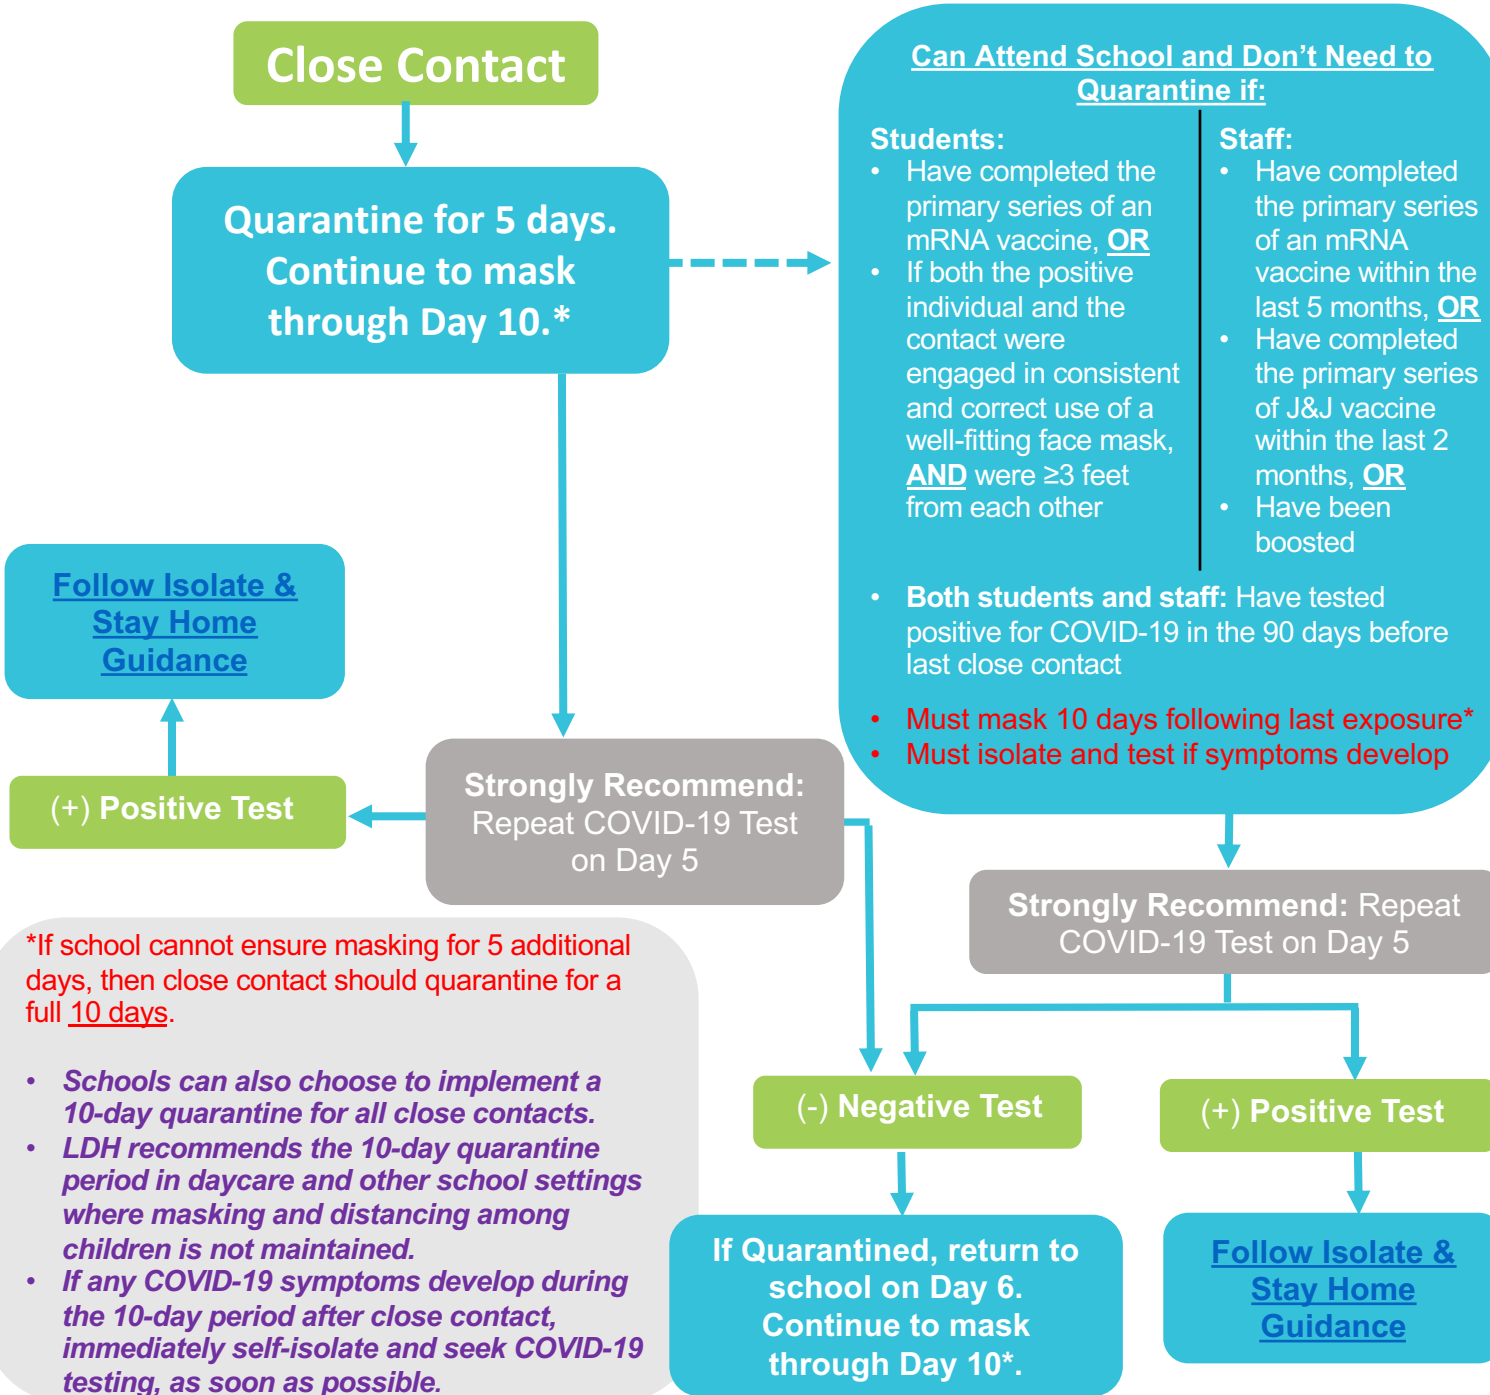 Close Contact
Quarantine for 5 days.
Continue to mask
through Day 10.*
Can Attend School and Don’t Need to
Quarantine if:
Students:
• Have completed the
primary series of an
mRNA vaccine, OR
• If both the positive
individual and the
contact were
engaged in consistent
and correct use of a
well-fitting face mask,
AND were ≥3 feet
from each other
Staff:
• Have completed
the primary series
of an mRNA
vaccine within the
last 5 months, OR
• Have completed
the primary series
of J&J vaccine
within the last 2
months, OR
• Have been
boosted
• Both students and staff: Have tested
positive for COVID-19 in the 90 days before
last close contact
• Must mask 10 days following last exposure*
• Must isolate and test if symptoms develop
Follow Isolate &
Stay Home
Guidance
(+) Positive Test
Strongly Recommend:
Repeat COVID-19 Test
on Day 5
Strongly Recommend: Repeat
COVID-19 Test on Day 5
*If school cannot ensure masking for 5 additional
days, then close contact should quarantine for a
full 10 days.
• Schools can also choose to implement a
10-day quarantine for all close contacts.
• LDH recommends the 10-day quarantine
period in daycare and other school settings
where masking and distancing among
children is not maintained.
• If any COVID-19 symptoms develop during
the 10-day period after close contact,
immediately self-isolate and seek COVID-19
testing, as soon as possible.
(-) Negative Test
(+) Positive Test
If Quarantined, return to
school on Day 6.
Continue to mask
through Day 10*.
Follow Isolate &
Stay Home
Guidance